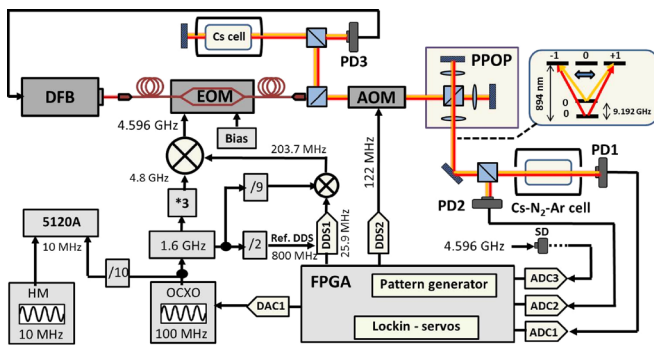 Cs cell
PD3
PPOP
-1 0 +1
894 nm
0
0
9.192 GHz
DFB
EOM
AOM
4.596 GHz
Bias
203.7 MHz
122 MHz
4.8 GHz
PD1
PD2
Cs-N₂-Ar cell
*3
/9
5120A
10 MHz
1.6 GHz
/2
Ref. DDS
800 MHz
DDS1
25.9 MHz
DDS2
4.596 GHz
SD
/10
HM
10 MHz
OCXO
100 MHz
DAC1
FPGA
Pattern generator
Lockin - servos
ADC3
ADC2
ADC1